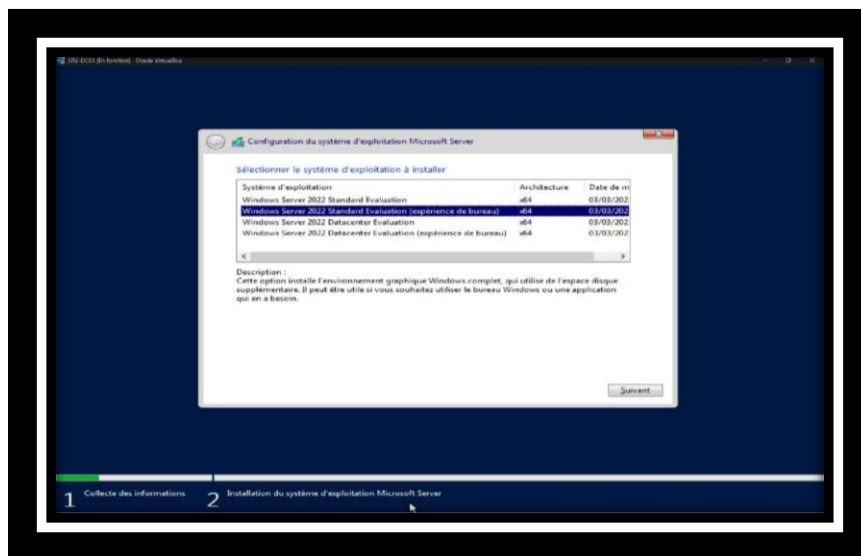 SRV-DC01 [En fonction] - Oracle VirtualBox
Configuration du système d'exploitation Microsoft Server
Sélectionner le système d'exploitation à installer
Système d'exploitation Architecture Date de m
Windows Server 2022 Standard Evaluation x64 03/03/202
Windows Server 2022 Standard Evaluation (expérience de bureau) x64 03/03/202
Windows Server 2022 Datacenter Evaluation x64 03/03/202
Windows Server 2022 Datacenter Evaluation (expérience de bureau) x64 03/03/202
Description :
Cette option installe l'environnement graphique Windows complet, qui utilise de l'espace disque
supplémentaire. Il peut être utile si vous souhaitez utiliser le bureau Windows ou une application
qui en a besoin.
Suivant
1 Collecte des informations 2 Installation du système d'exploitation Microsoft Server